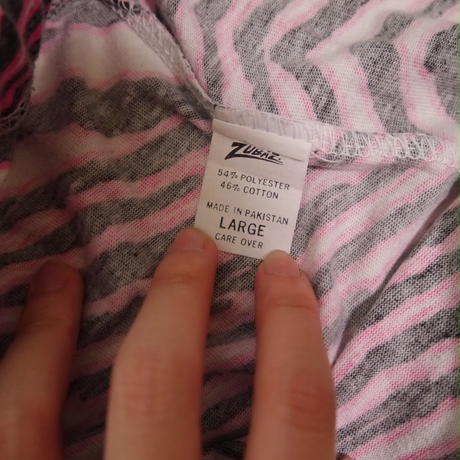 ZUBAZ
54% POLYESTER
46% COTTON
MADE IN PAKISTAN
LARGE
CARE OVER